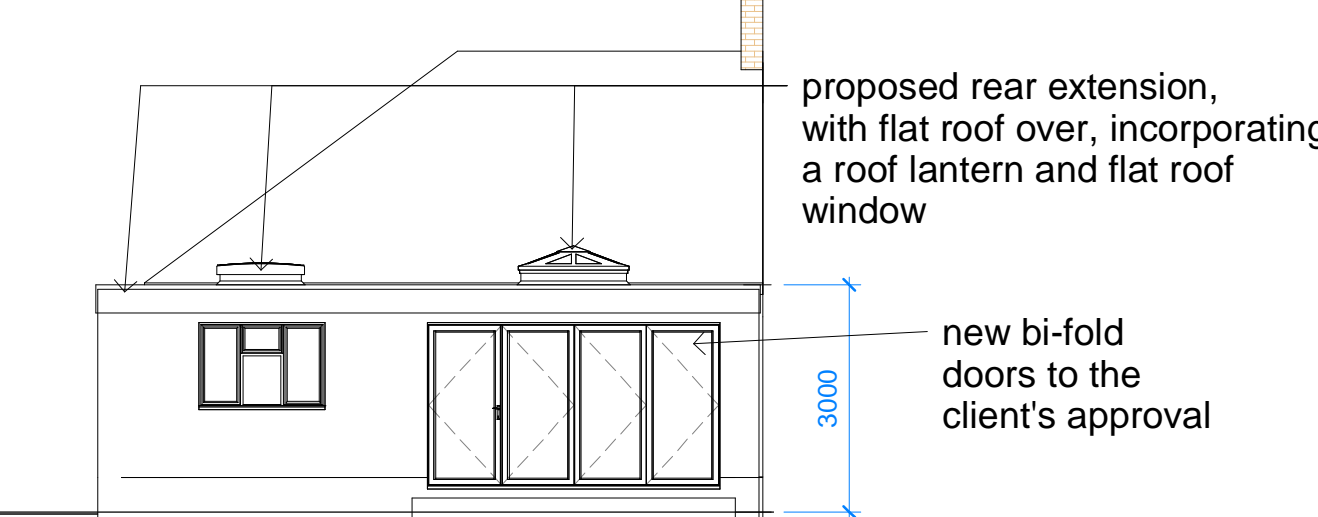 proposed rear extension,
with flat roof over, incorporating
a roof lantern and flat roof
window
new bi-fold
doors to the
client's approval
3000